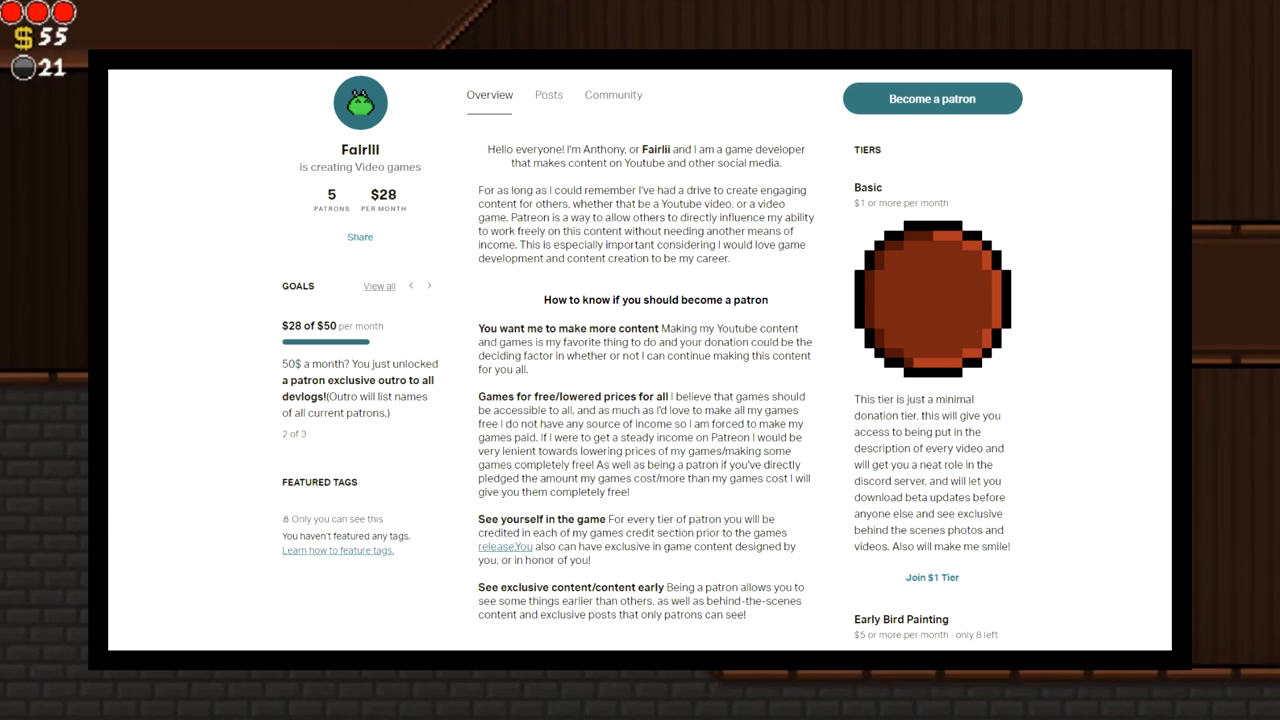 $ 55
21
Fairlii
is creating Video games
5
PATRONS
$28
PER MONTH
Share
GOALS
View all
$28 of $50 per month
50$ a month? You just unlocked
a patron exclusive outro to all
devlogs!(Outro will list names
of all current patrons.)
2 of 3
FEATURED TAGS
Only you can see this
You haven't featured any tags.
Learn how to feature tags.
Overview Posts Community
Hello everyone! I'm Anthony, or Fairlii and I am a game developer
that makes content on Youtube and other social media.
For as long as I could remember I've had a drive to create engaging
content for others, whether that be a Youtube video, or a video
game. Patreon is a way to allow others to directly influence my ability
to work freely on this content without needing another means of
income. This is especially important considering I would love game
development and content creation to be my career.
How to know if you should become a patron
You want me to make more content Making my Youtube content
and games is my favorite thing to do and your donation could be the
deciding factor in whether or not I can continue making this content
for you all.
Games for free/lowered prices for all I believe that games should
be accessible to all, and as much as I'd love to make all my games
free I do not have any source of income so I am forced to make my
games paid. If I were to get a steady income on Patreon I would be
very lenient towards lowering prices of my games/making some
games completely free! As well as being a patron if you've directly
pledged the amount my games cost/more than my games cost I will
give you them completely free!
See yourself in the game For every tier of patron you will be
credited in each of my games credit section prior to the games
release.You also can have exclusive in game content designed by
you, or in honor of you!
See exclusive content/content early Being a patron allows you to
see some things earlier than others, as well as behind-the-scenes
content and exclusive posts that only patrons can see!
Become a patron
TIERS
Basic
$1 or more per month
This tier is just a minimal
donation tier, this will give you
access to being put in the
description of every video and
will get you a neat role in the
discord server, and will let you
download beta updates before
anyone else and see exclusive
behind the scenes photos and
videos. Also will make me smile!
Join $1 Tier
Early Bird Painting
$5 or more per month · only 8 left